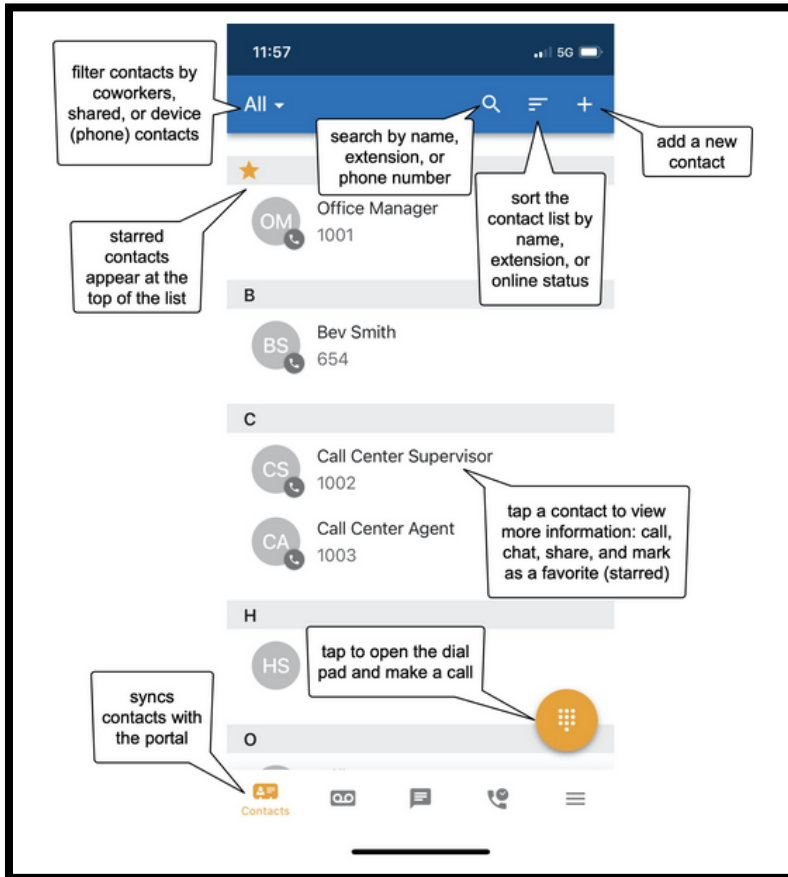 11:57
5G
filter contacts by
coworkers,
shared, or device
(phone) contacts
All
search by name,
extension, or
phone number
sort the
contact list by
name,
extension, or
online status
add a new
contact
starred
contacts
appear at the
top of the list
OM
Office Manager
1001
B
BS
Bev Smith
654
C
CS
Call Center Supervisor
1002
CA
Call Center Agent
1003
tap a contact to view
more information: call,
chat, share, and mark
as a favorite (starred)
H
HS
tap to open the dial
pad and make a call
syncs
contacts with
the portal
O
Contacts